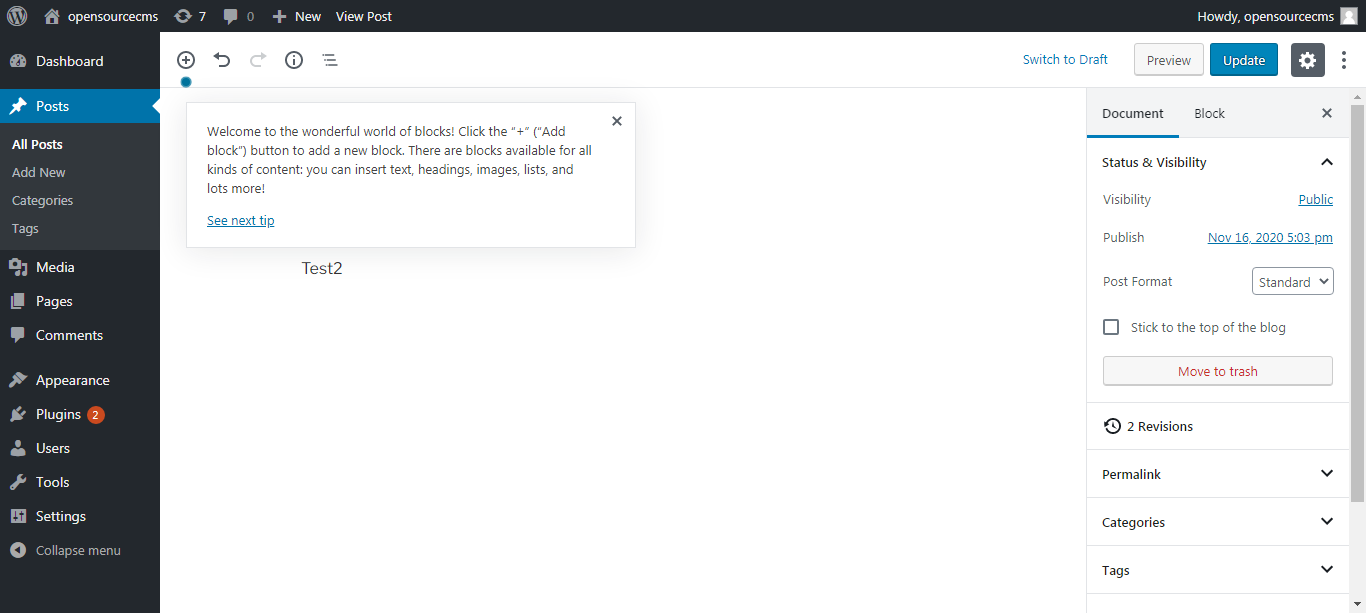 opensourcecms 7 0 New View Post Howdy, opensourcecms
Dashboard
Posts
All Posts
Add New
Categories
Tags
Media
Pages
Comments
Appearance
Plugins 2
Users
Tools
Settings
Collapse menu
Switch to Draft Preview Update
Welcome to the wonderful world of blocks! Click the “+” (“Add
block”) button to add a new block. There are blocks available for all
kinds of content: you can insert text, headings, images, lists, and
lots more!
See next tip
Test2
Document Block
Status & Visibility
Visibility Public
Publish Nov 16, 2020 5:03 pm
Post Format Standard
Stick to the top of the blog
Move to trash
2 Revisions
Permalink
Categories
Tags